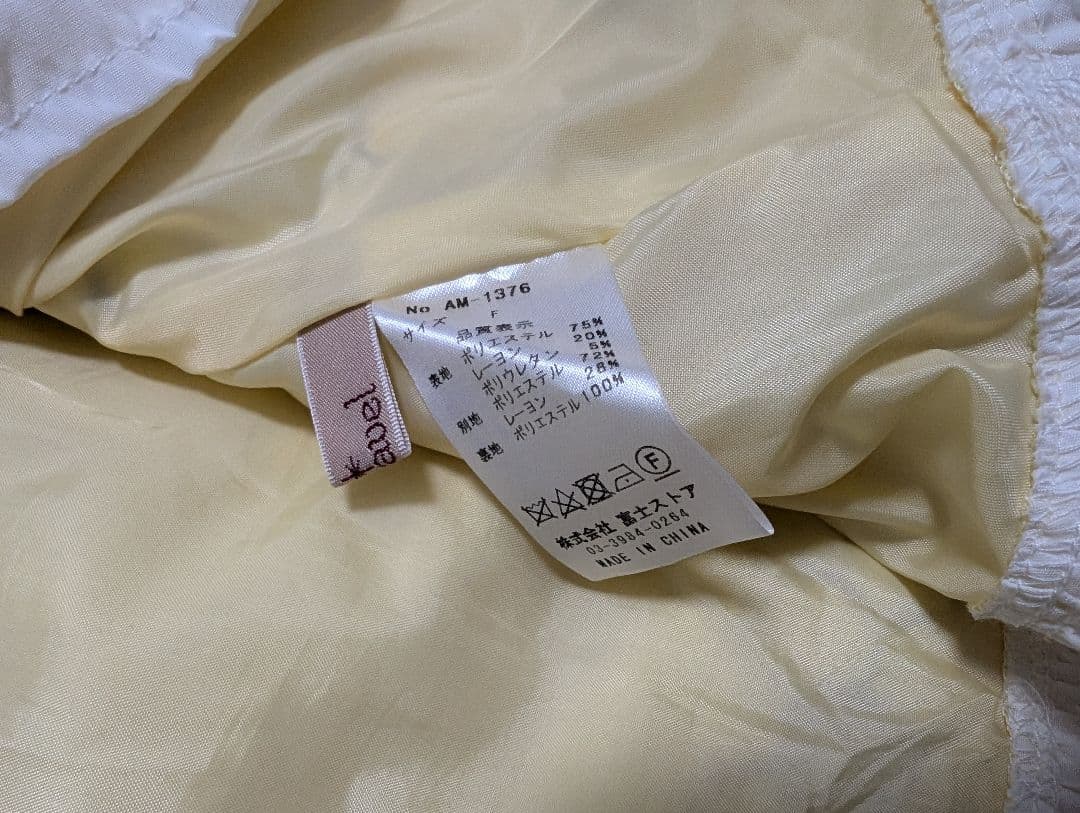 No AM-1376
サイズ F
品質表示
表地 ポリエステル 75%
レーヨン 20%
ポリウレタン 5%
別地 ポリエステル 72%
レーヨン 28%
裏地 ポリエステル 100%
F
株式会社 富士ストア
03-3984-0264
MADE IN CHINA